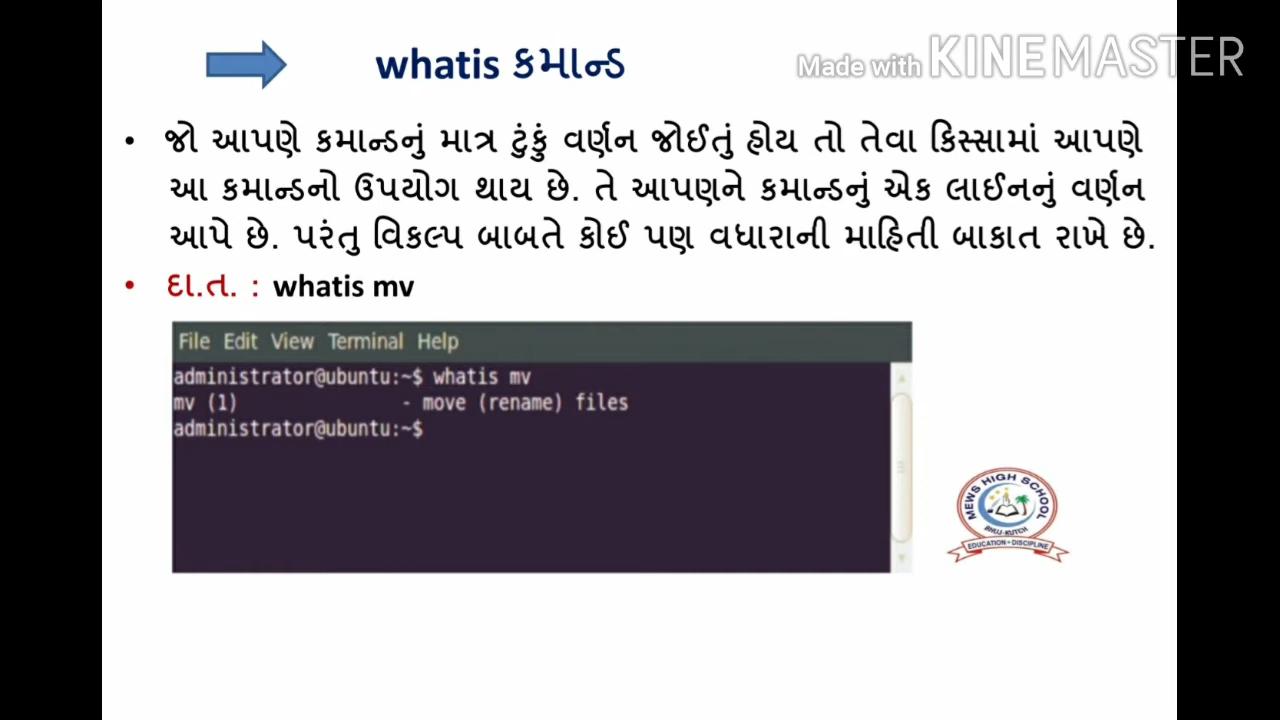 whatis કમાન્ડ
Made with KINEMASTER
• જો આપણે કમાન્ડનું માત્ર ટુંકું વર્ણન જોઈતું હોય તો તેવા કિસ્સામાં આપણે
આ કમાન્ડનો ઉપયોગ થાય છે. તે આપણને કમાન્ડનું એક લાઈનનું વર્ણન
આપે છે. પરંતુ વિકલ્પ બાબતે કોઈ પણ વધારાની માહિતી બાકાત રાખે છે.
• દા.ત. : whatis mv
File Edit View Terminal Help
administrator@ubuntu:~$ whatis mv
mv (1) - move (rename) files
administrator@ubuntu:~$
MEWS HIGH SCHOOL
BHUJ-KUTCH
EDUCATION • DISCIPLINE